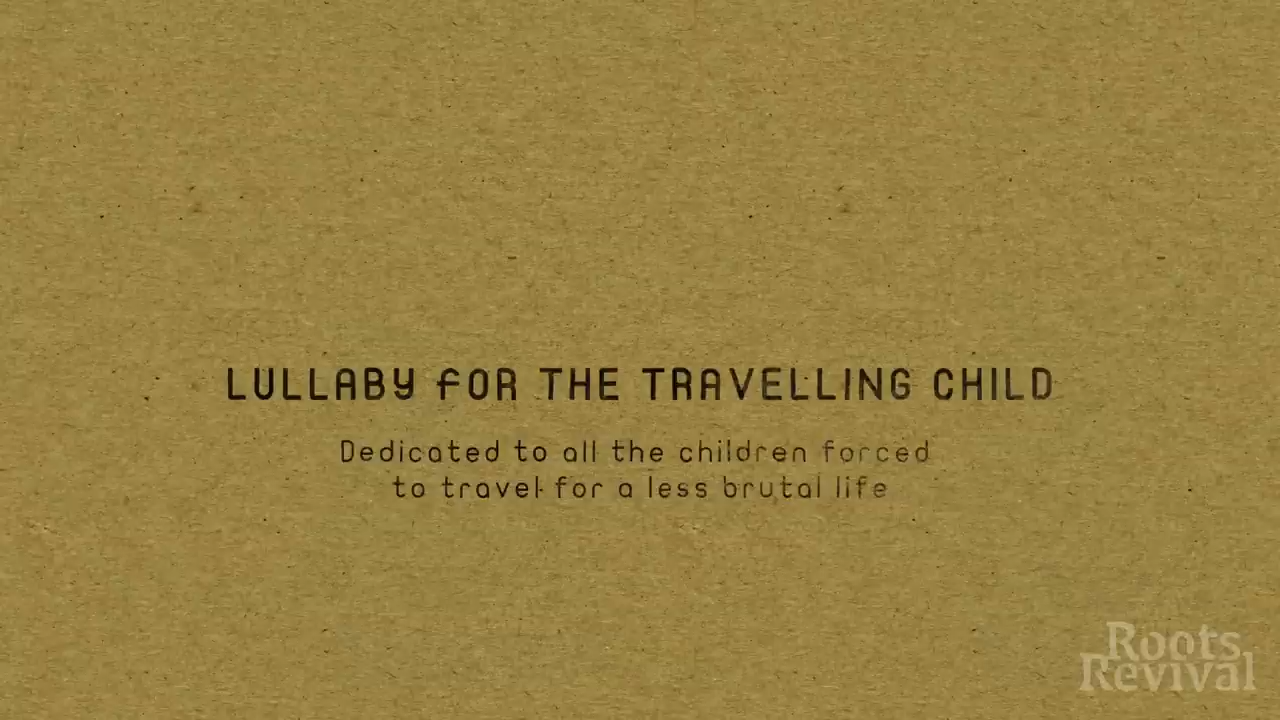 LULLABY FOR THE TRAVELLING CHILD
Dedicated to all the children forced
to travel for a less brutal life
Roots
Revival